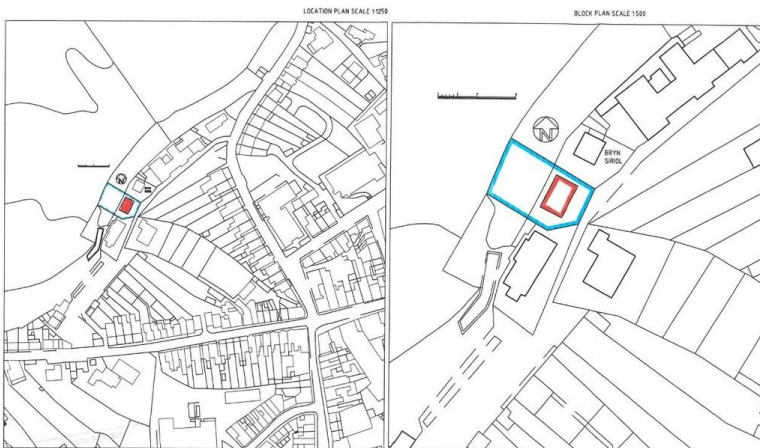 LOCATION PLAN SCALE 1:1250
BLOCK PLAN SCALE 1:500
N
N
BRYN
SIRIOL